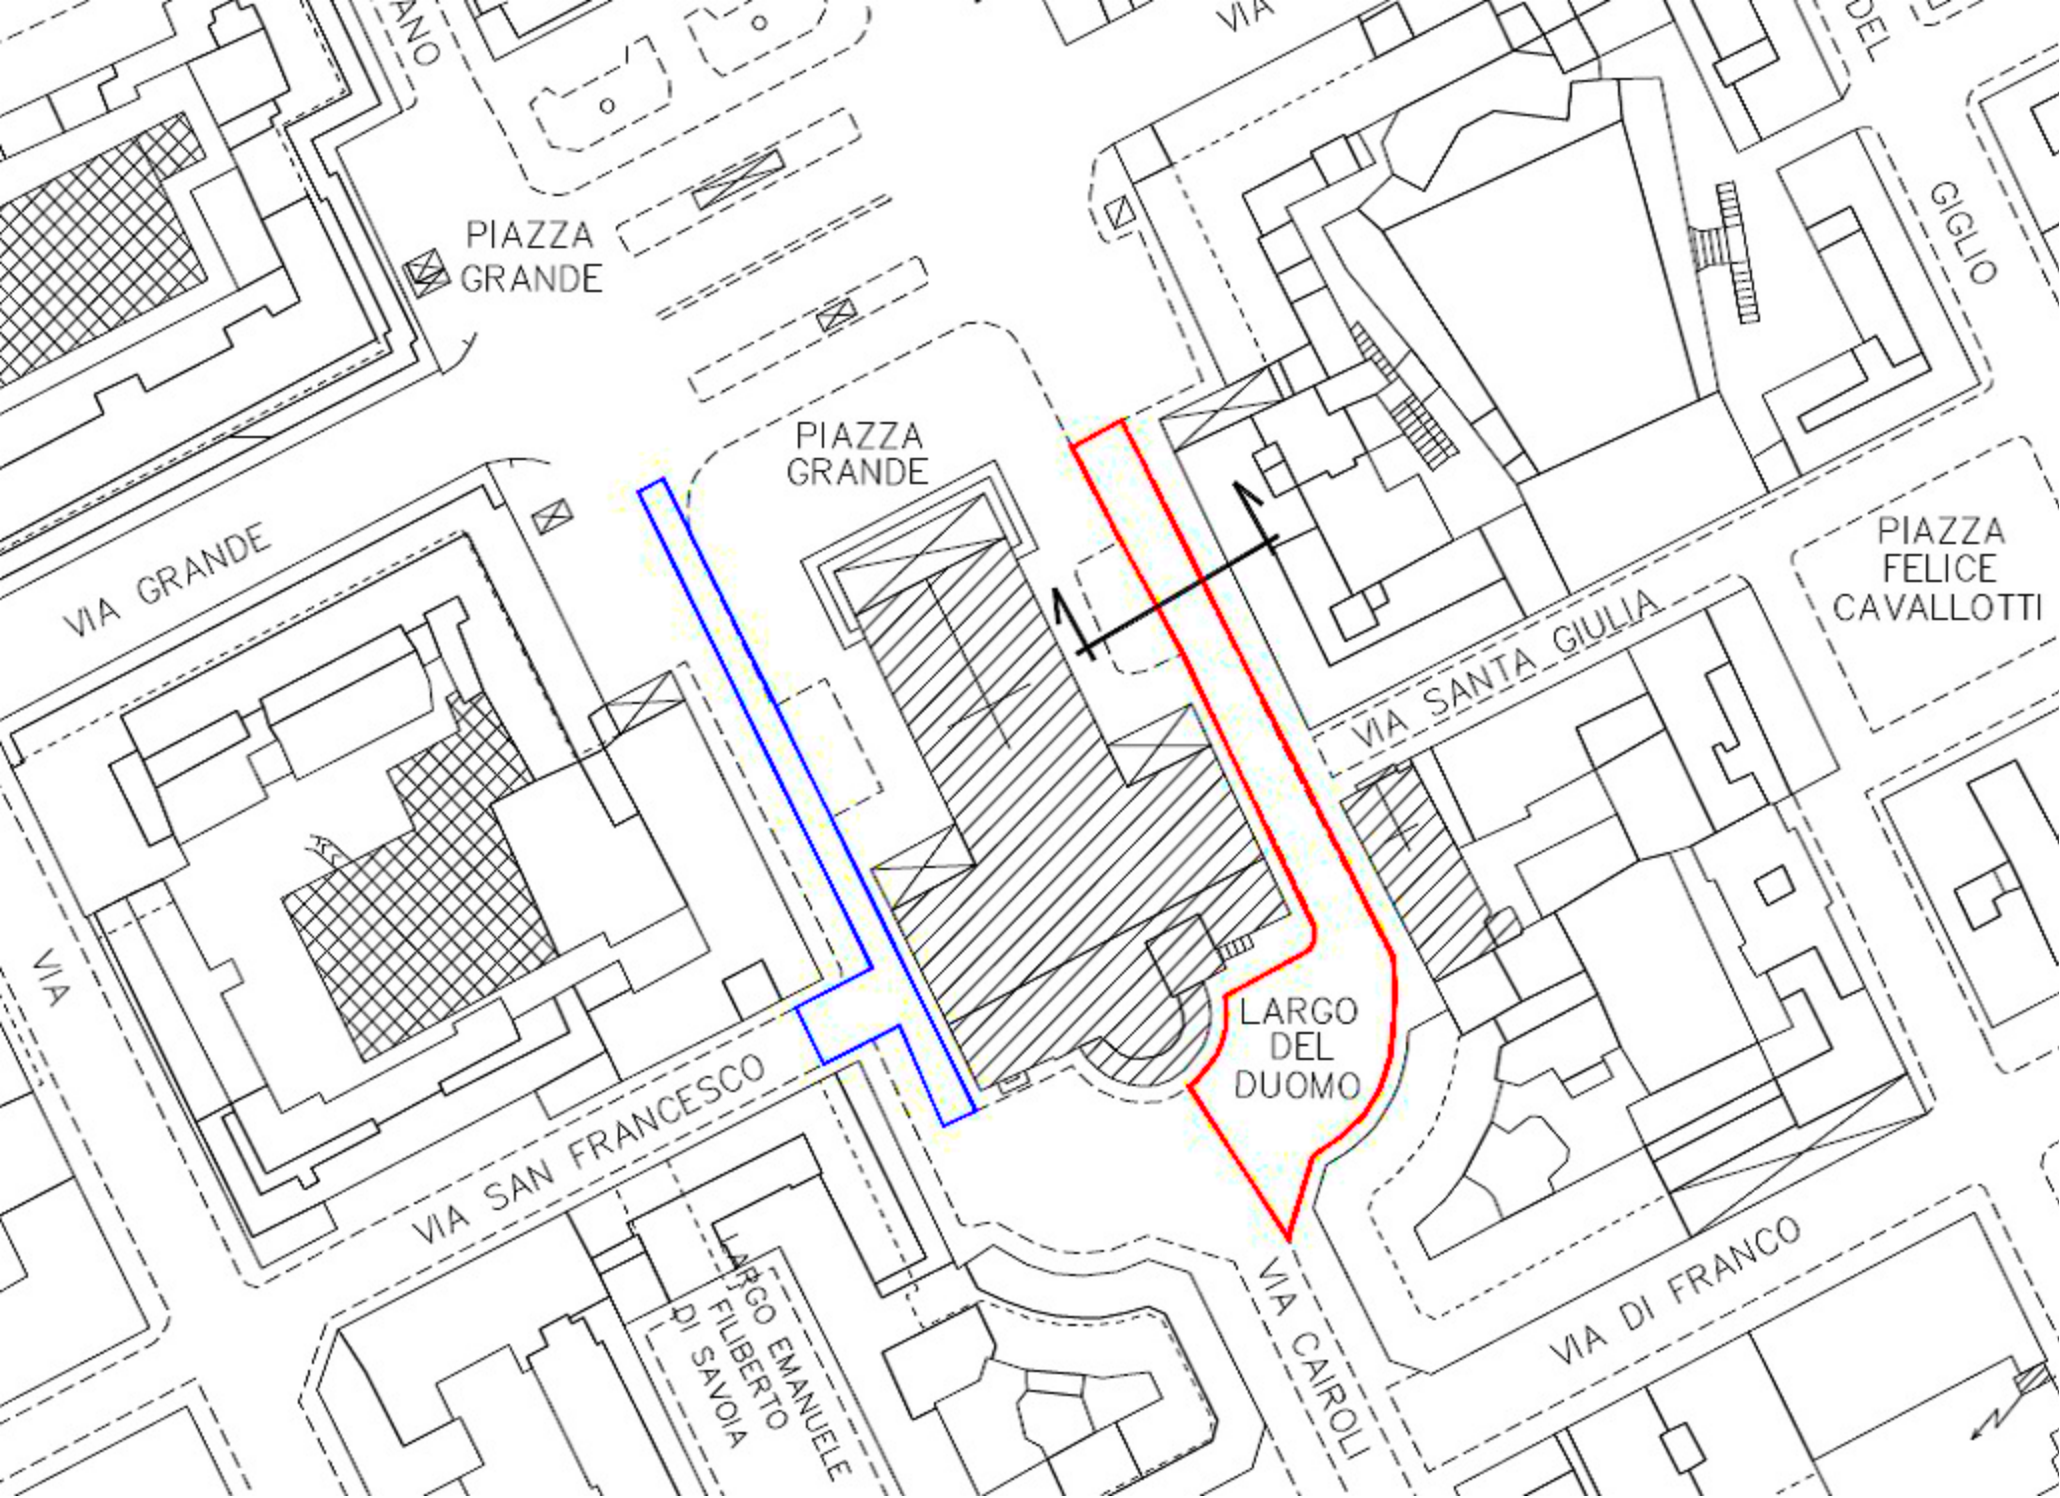 VIA
DEL
PIAZZA
GRANDE
GIGLIO
PIAZZA
GRANDE
VIA GRANDE
PIAZZA
FELICE
CAVALLOTTI
VIA SANTA GIULIA
VIA
LARGO
DEL
DUOMO
VIA SAN FRANCESCO
LARGO EMANUELE
FILIBERTO
DI SAVOIA
VIA CAIROLI
VIA DI FRANCO